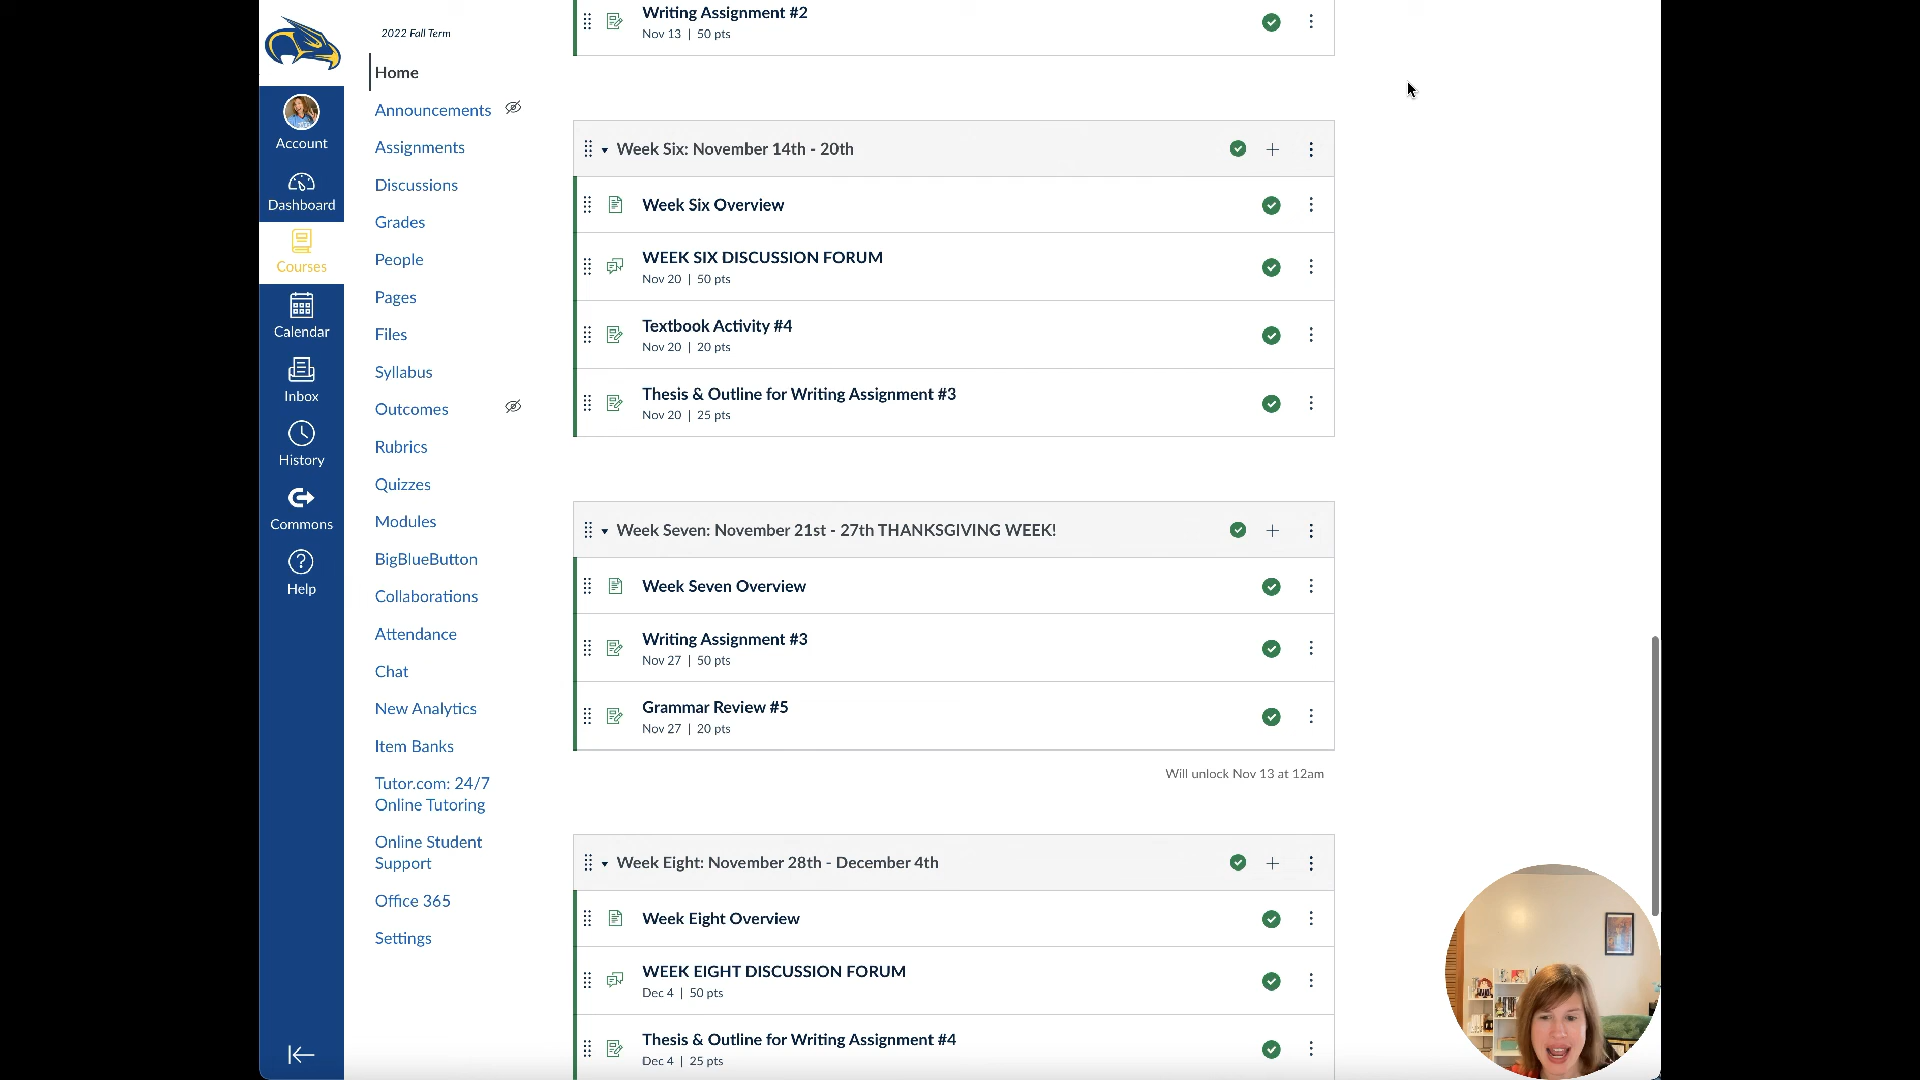 Account
Dashboard
Courses
Calendar
Inbox
History
Commons
Help
2022 Fall Term
Home
Announcements
Assignments
Discussions
Grades
People
Pages
Files
Syllabus
Outcomes
Rubrics
Quizzes
Modules
BigBlueButton
Collaborations
Attendance
Chat
New Analytics
Item Banks
Tutor.com: 24/7
Online Tutoring
Online Student
Support
Office 365
Settings
Writing Assignment #2
Nov 13 | 50 pts
Week Six: November 14th - 20th
Week Six Overview
WEEK SIX DISCUSSION FORUM
Nov 20 | 50 pts
Textbook Activity #4
Nov 20 | 20 pts
Thesis & Outline for Writing Assignment #3
Nov 20 | 25 pts
Week Seven: November 21st - 27th THANKSGIVING WEEK!
Week Seven Overview
Writing Assignment #3
Nov 27 | 50 pts
Grammar Review #5
Nov 27 | 20 pts
Will unlock Nov 13 at 12am
Week Eight: November 28th - December 4th
Week Eight Overview
WEEK EIGHT DISCUSSION FORUM
Dec 4 | 50 pts
Thesis & Outline for Writing Assignment #4
Dec 4 | 25 pts